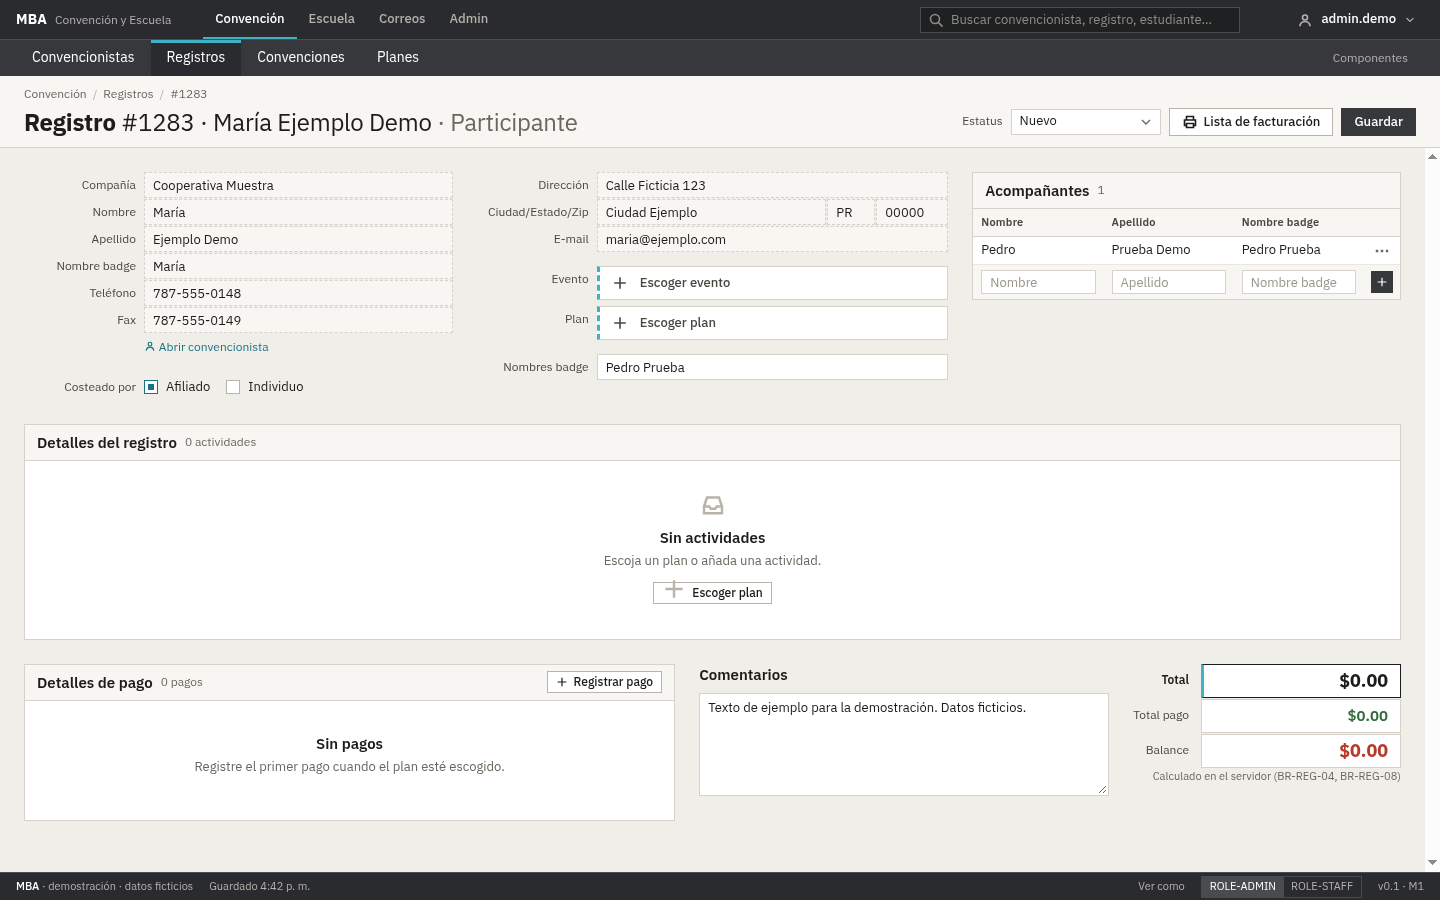 MBA Convención y Escuela Convención Escuela Correos Admin Buscar convencionista, registro, estudiante... admin.demo
Convencionistas Registros Convenciones Planes Componentes
Convención / Registros / #1283
Registro #1283 · María Ejemplo Demo · Participante
Estatus Nuevo Lista de facturación Guardar
Compañía Cooperativa Muestra
Nombre María
Apellido Ejemplo Demo
Nombre badge María
Teléfono 787-555-0148
Fax 787-555-0149
Abrir convencionista
Costeado por Afiliado Individuo
Dirección Calle Ficticia 123
Ciudad/Estado/Zip Ciudad Ejemplo PR 00000
E-mail maria@ejemplo.com
Evento Escoger evento
Plan Escoger plan
Nombres badge Pedro Prueba
Acompañantes 1
Nombre Apellido Nombre badge
Pedro Prueba Demo Pedro Prueba
Nombre Apellido Nombre badge
Detalles del registro 0 actividades
Sin actividades
Escoja un plan o añada una actividad.
Escoger plan
Detalles de pago 0 pagos Registrar pago
Sin pagos
Registre el primer pago cuando el plan esté escogido.
Comentarios
Texto de ejemplo para la demostración. Datos ficticios.
Total $0.00
Total pago $0.00
Balance $0.00
Calculado en el servidor (BR-REG-04, BR-REG-08)
MBA · demostración · datos ficticios Guardado 4:42 p. m. Ver como ROLE-ADMIN ROLE-STAFF v0.1 · M1